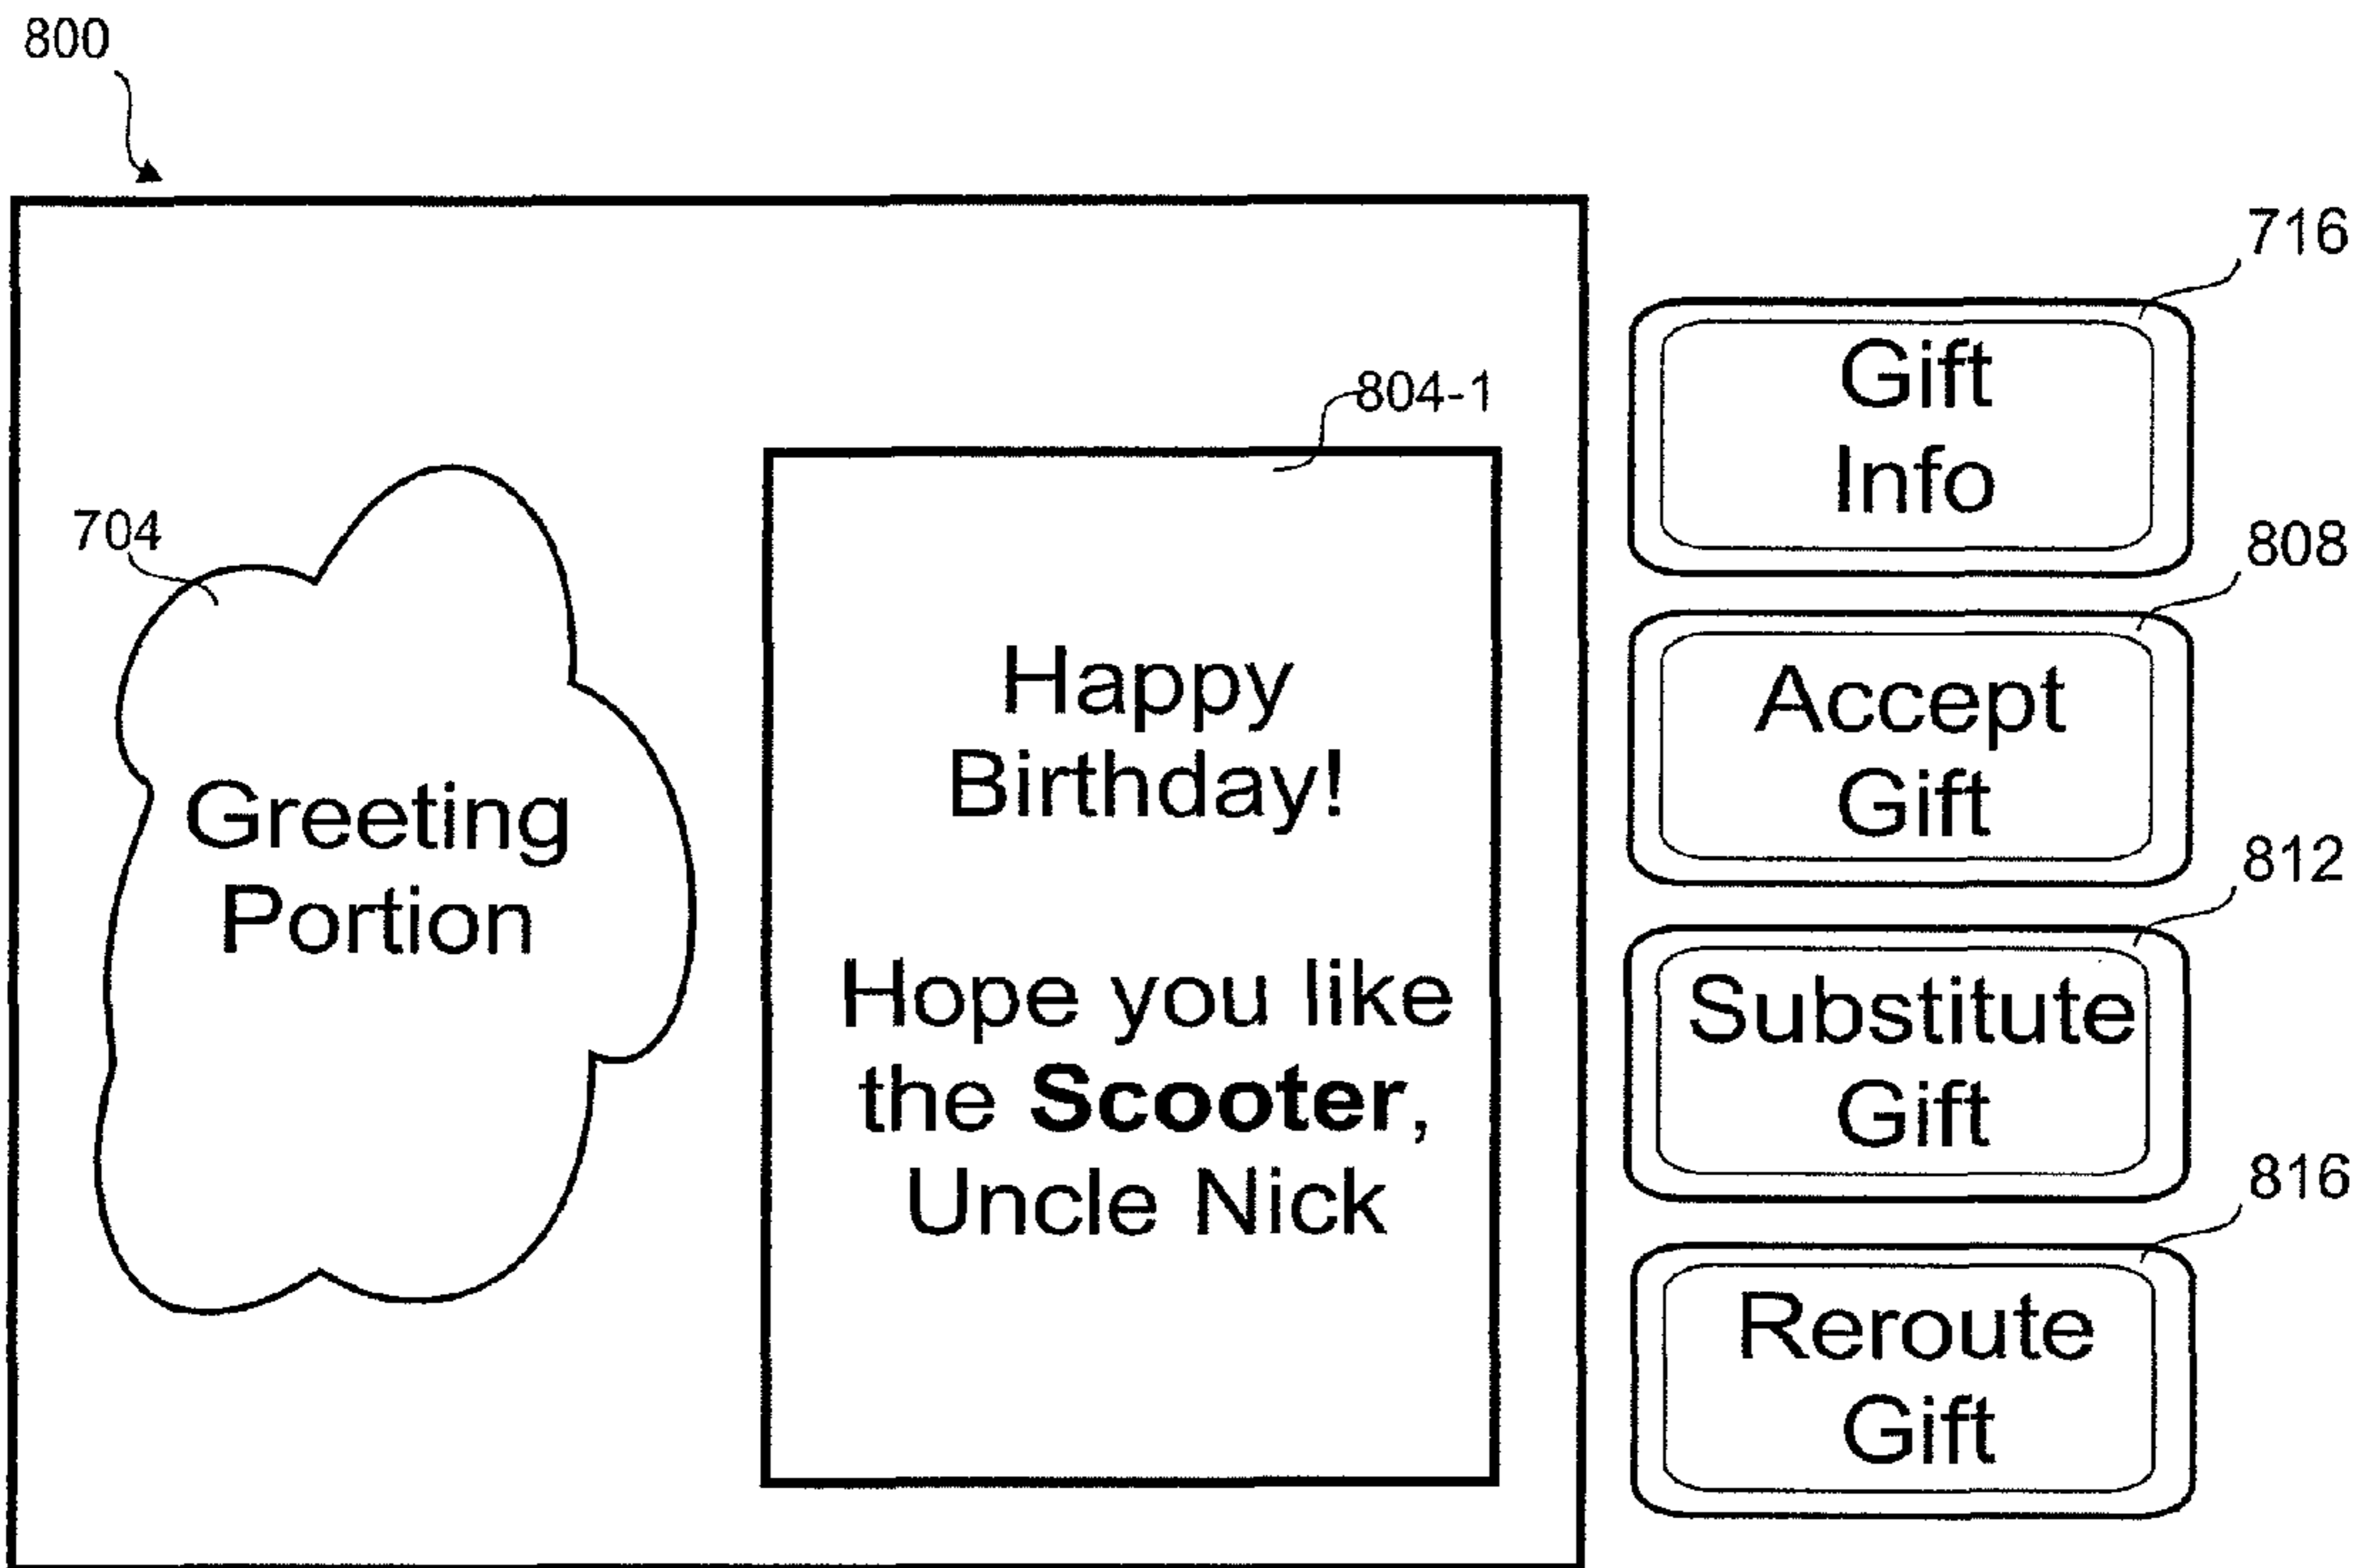 800
704
Greeting
Portion
804-1
Happy
Birthday!
Hope you like
the Scooter,
Uncle Nick
716
Gift
Info
808
Accept
Gift
812
Substitute
Gift
816
Reroute
Gift